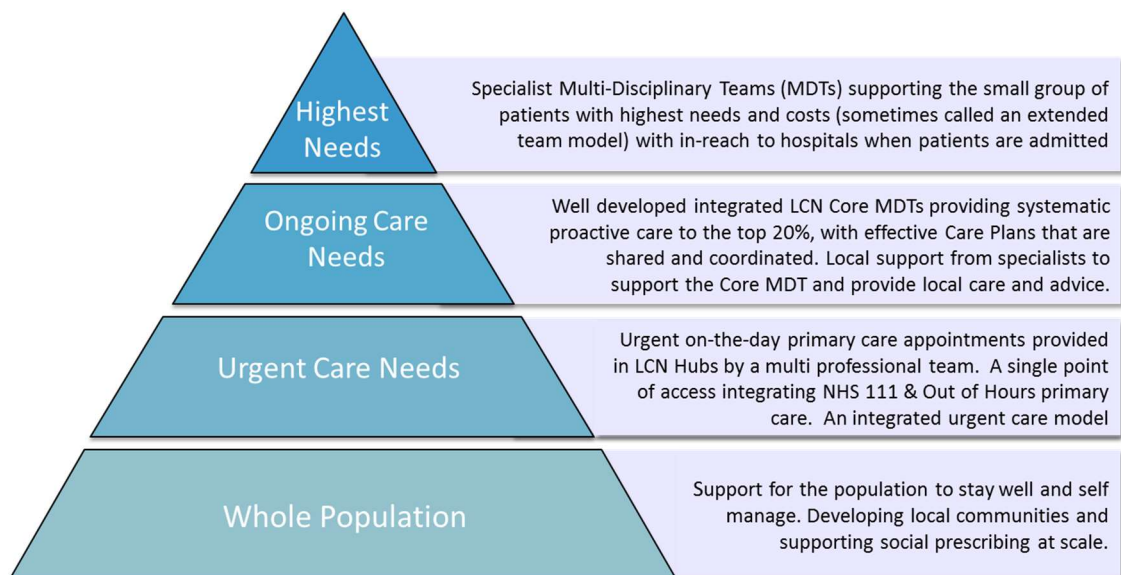 Highest
Needs
Specialist Multi-Disciplinary Teams (MDTs) supporting the small group of
patients with highest needs and costs (sometimes called an extended
team model) with in-reach to hospitals when patients are admitted
Ongoing Care
Needs
Well developed integrated LCN Core MDTs providing systematic
proactive care to the top 20%, with effective Care Plans that are
shared and coordinated. Local support from specialists to
support the Core MDT and provide local care and advice.
Urgent Care Needs
Urgent on-the-day primary care appointments provided
in LCN Hubs by a multi professional team.  A single point
of access integrating NHS 111 & Out of Hours primary
care.  An integrated urgent care model
Whole Population
Support for the population to stay well and self
manage. Developing local communities and
supporting social prescribing at scale.